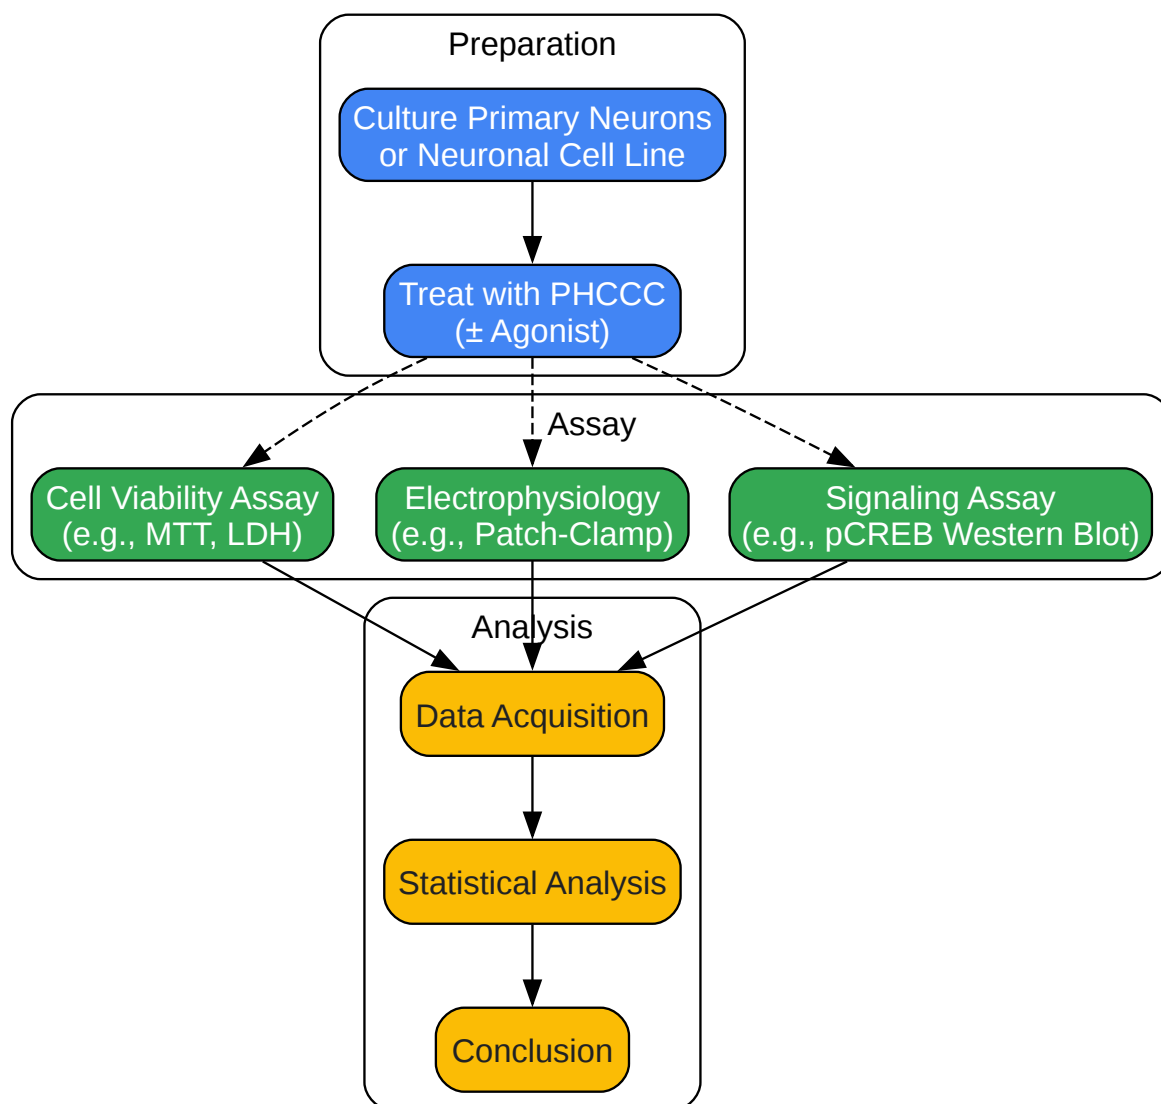 Preparation
Culture Primary Neurons
or Neuronal Cell Line
Treat with PHCCC
(± Agonist)
Assay
Cell Viability Assay
(e.g., MTT, LDH)
Electrophysiology
(e.g., Patch-Clamp)
Signaling Assay
(e.g., pCREB Western Blot)
Analysis
Data Acquisition
Statistical Analysis
Conclusion